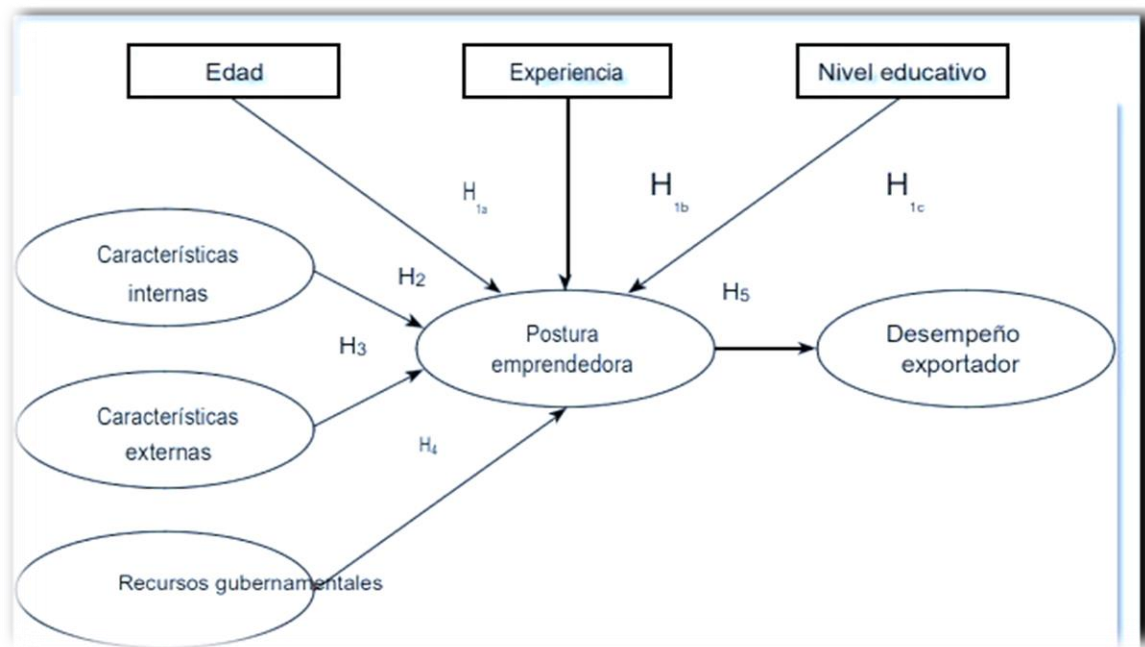 Edad
Experiencia
Nivel educativo
H1a
H1b
H1c
Características
internas
H2
H5
H3
Postura
emprendedora
Desempeño
exportador
Características
externas
H4
Recursos gubernamentales